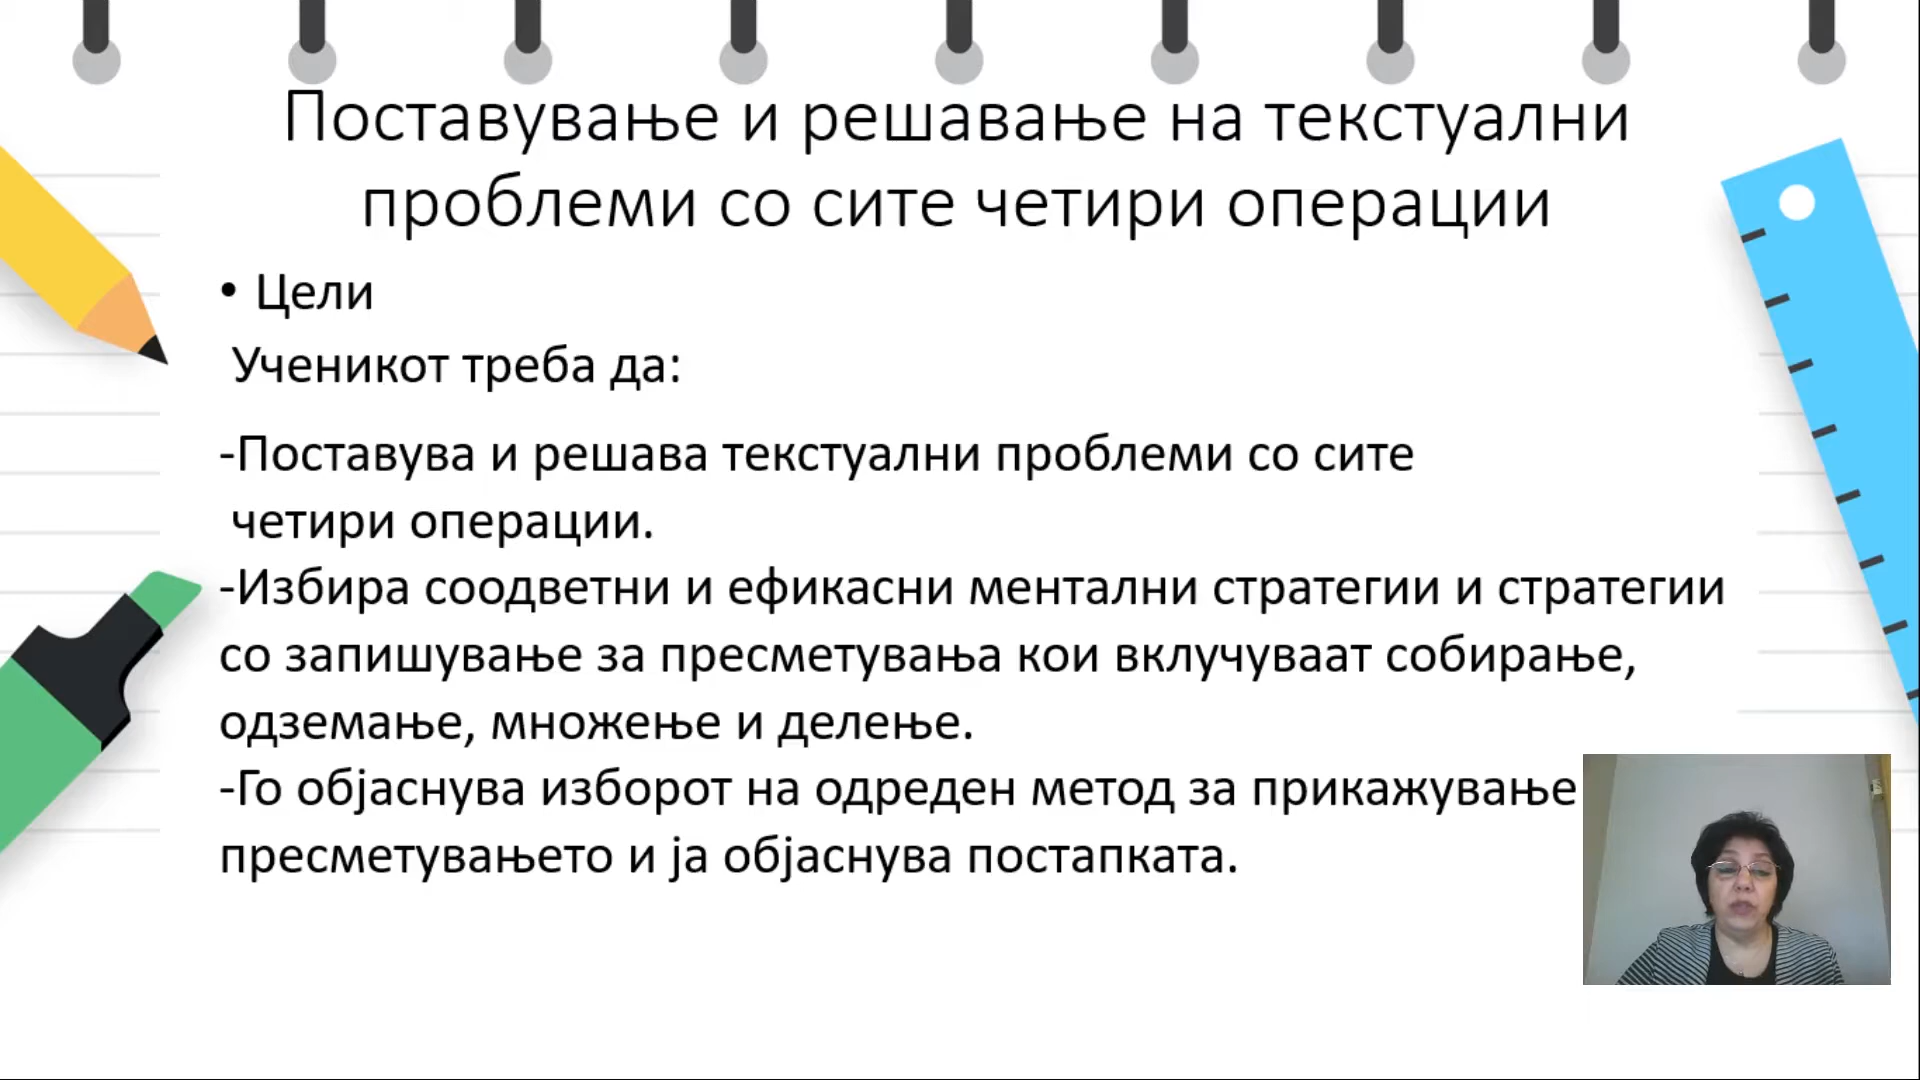 Поставување и решавање на текстуални
проблеми со сите четири операции
• Цели
Ученикот треба да:
-Поставува и решава текстуални проблеми со сите
четири операции.
-Избира соодветни и ефикасни ментални стратегии и стратегии
со запишување за пресметувања кои вклучуваат собирање,
одземање, множење и делење.
-Го објаснува изборот на одреден метод за прикажување
пресметувањето и ја објаснува постапката.